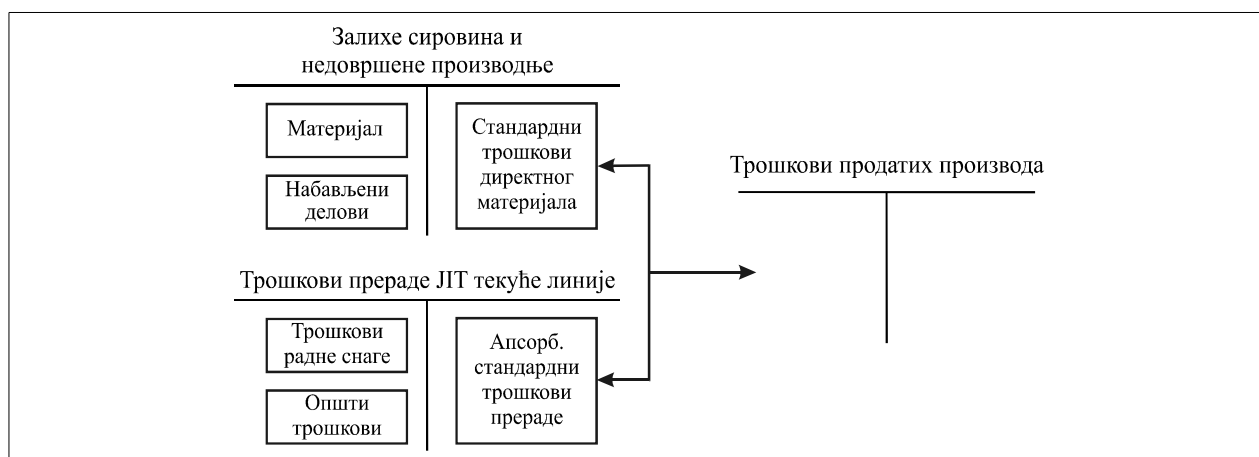 Залихе сировина и
недовршене производње
Материјал
Набављени
делови
Стандардни
трошкови
директног
материјала
Трошкови продатих производа
Трошкови прераде ЈІТ текуће линије
Трошкови
радне снаге
Општи
трошкови
Апсорб.
стандардни
трошкови
прераде